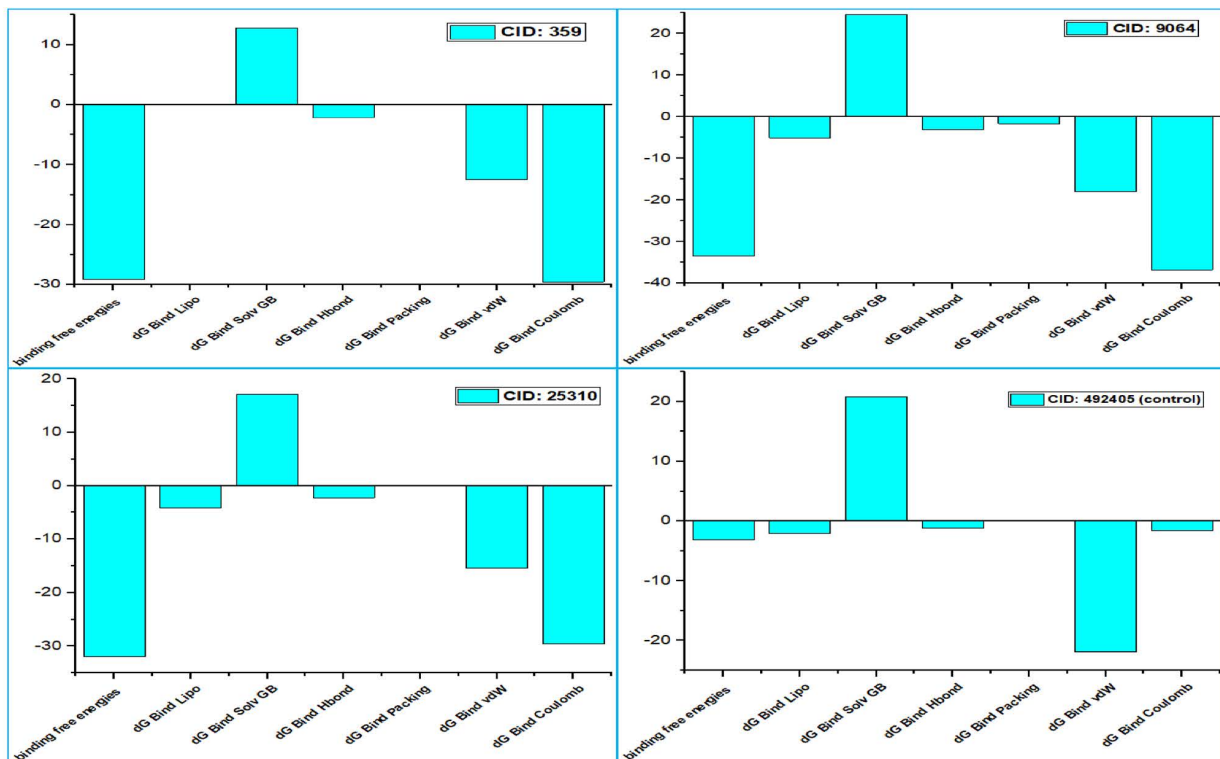 CID: 359
10
0
-10
-20
-30
binding free energies
dG Bind Lipo
dG Bind Solv GB
dG Bind Hbond
dG Bind Packing
dG Bind vdW
dG Bind Coulomb
CID: 9064
20
10
0
-10
-20
-30
-40
binding free energies
dG Bind Lipo
dG Bind Solv GB
dG Bind Hbond
dG Bind Packing
dG Bind vdW
dG Bind Coulomb
CID: 25310
20
10
0
-10
-20
-30
binding free energies
dG Bind Lipo
dG Bind Solv GB
dG Bind Hbond
dG Bind Packing
dG Bind vdW
dG Bind Coulomb
CID: 492405 (control)
20
10
0
-10
-20
binding free energies
dG Bind Lipo
dG Bind Solv GB
dG Bind Hbond
dG Bind Packing
dG Bind vdW
dG Bind Coulomb